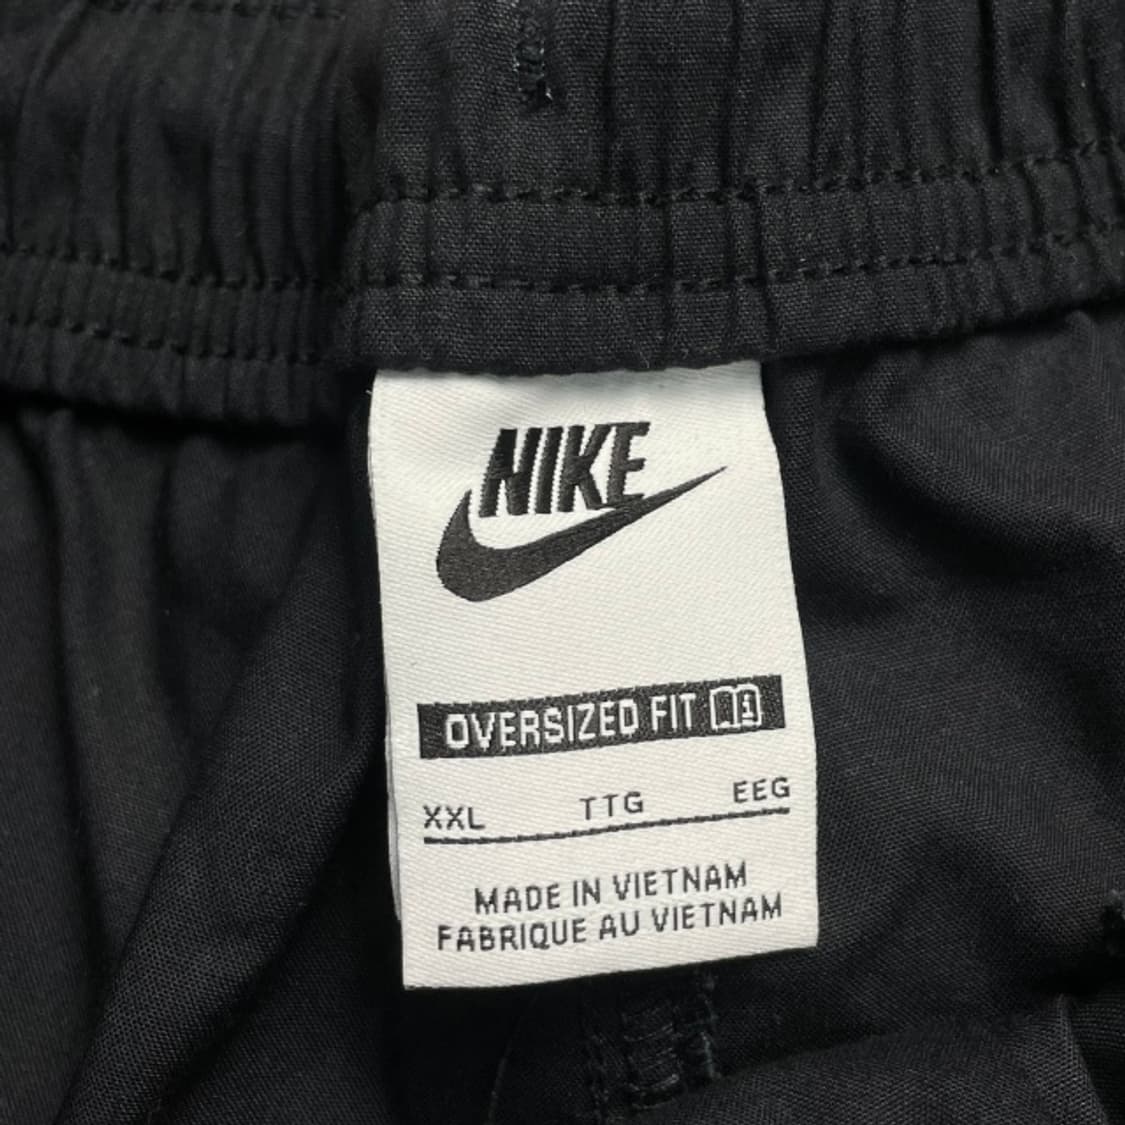 NIKE
OVERSIZED FIT
XXL TTG EEG
MADE IN VIETNAM
FABRIQUE AU VIETNAM